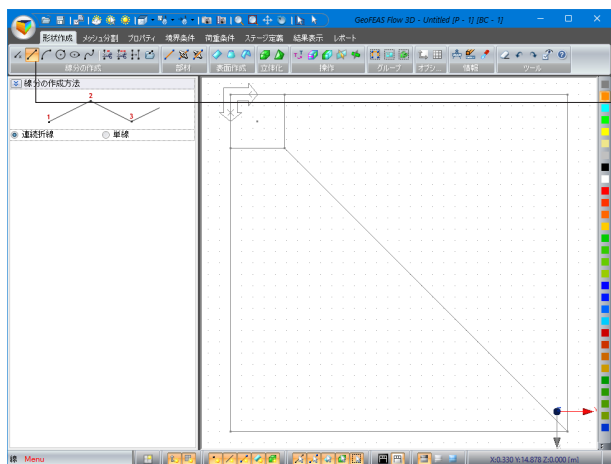 GeoFEAS Flow 3D - Untitled [P - 1] [BC - 1]
形状作成 メッシュ分割 プロパティ 境界条件 荷重条件 ステージ定義 結果表示 レポート
線分の作成 部材 表面作成 立体化 操作 グループ オプシ... 情報 ツール
線分の作成方法
2
1 3
連続折線 単線
線 Menu X:0.330 Y:14.878 Z:0.000 [m]